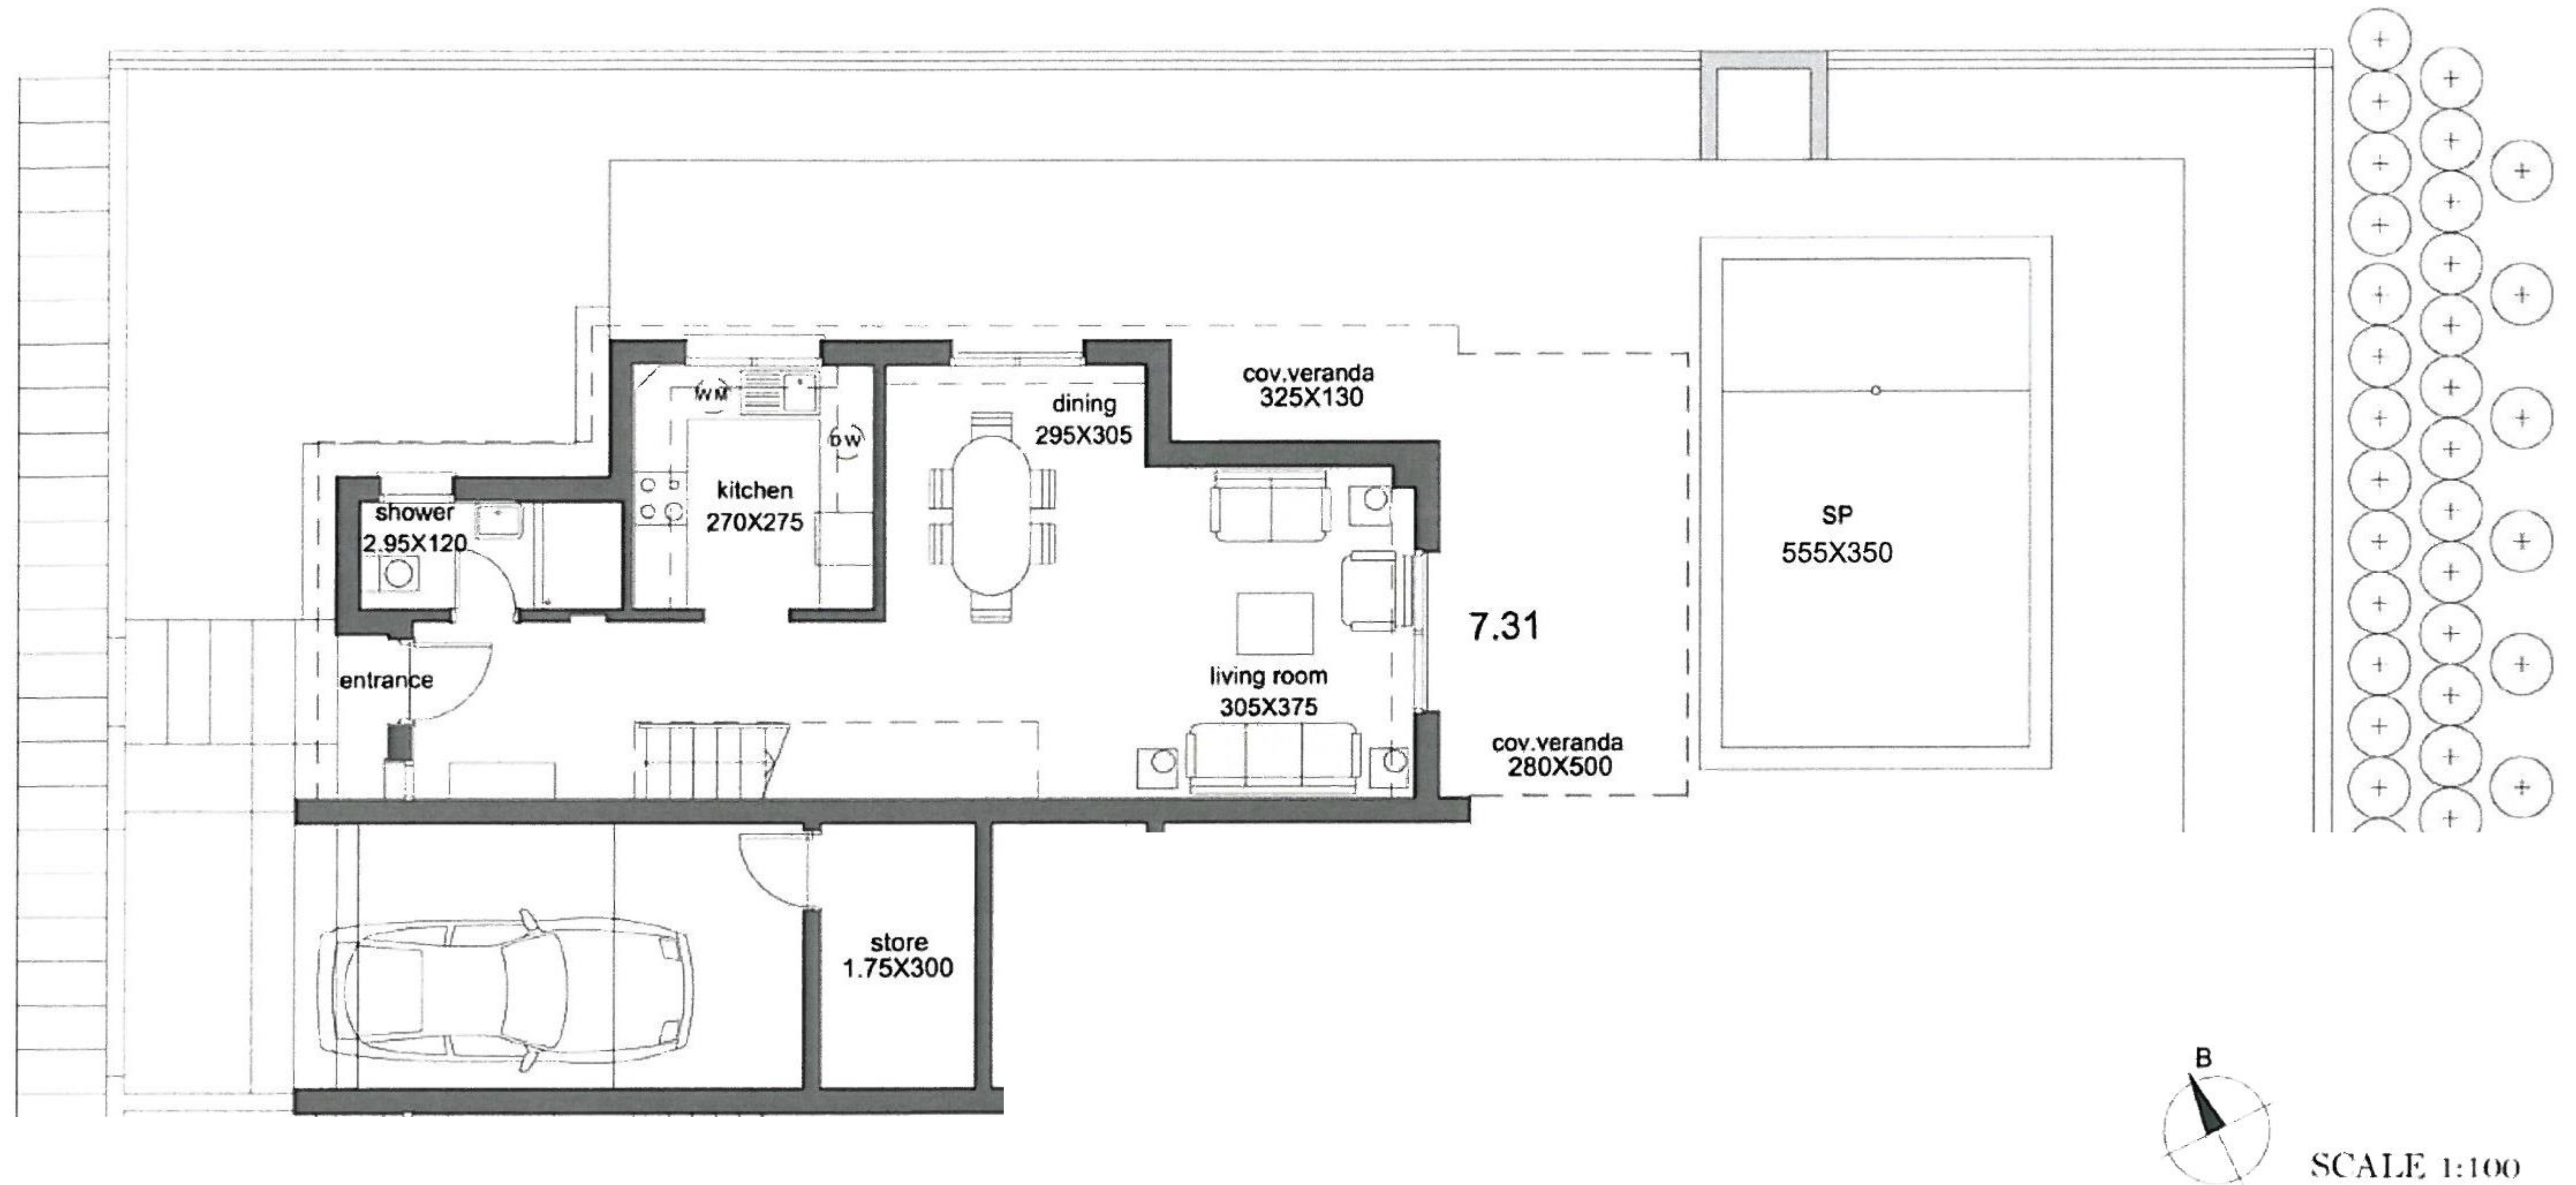 cov.veranda
325X130
dining
295X305
WM
DW
kitchen
270X275
shower
2.95X120
SP
555X350
7.31
entrance
living room
305X375
cov.veranda
280X500
store
1.75X300
B
SCALE 1:100